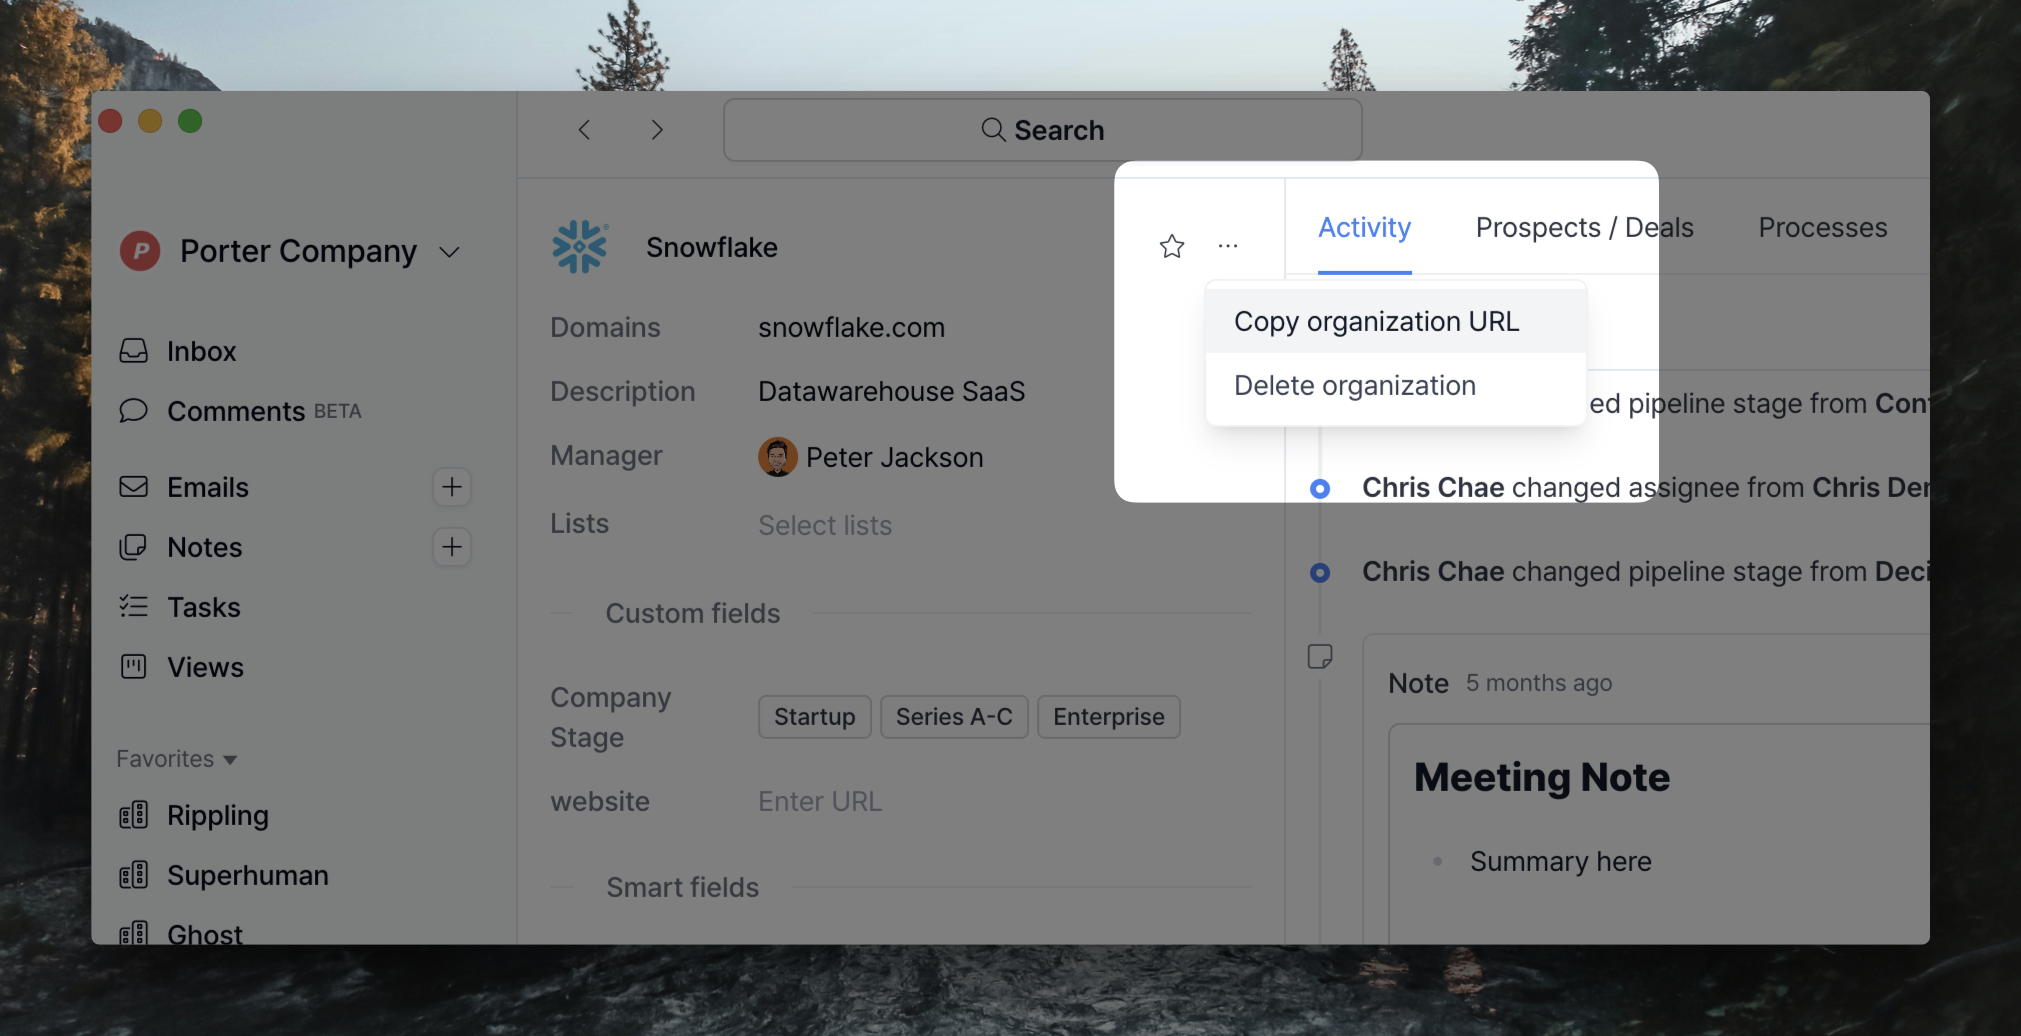 Search
P Porter Company
Inbox
Comments BETA
Emails
Notes
Tasks
Views
Favorites
Rippling
Superhuman
Ghost
Snowflake
Domains snowflake.com
Description Datawarehouse SaaS
Manager Peter Jackson
Lists Select lists
Custom fields
Company
Stage
Startup Series A-C Enterprise
website Enter URL
Smart fields
Activity Prospects / Deals Processes
Copy organization URL
Delete organization
ed pipeline stage from Con
Chris Chae changed assignee from Chris Der
Chris Chae changed pipeline stage from Deci
Note 5 months ago
Meeting Note
Summary here